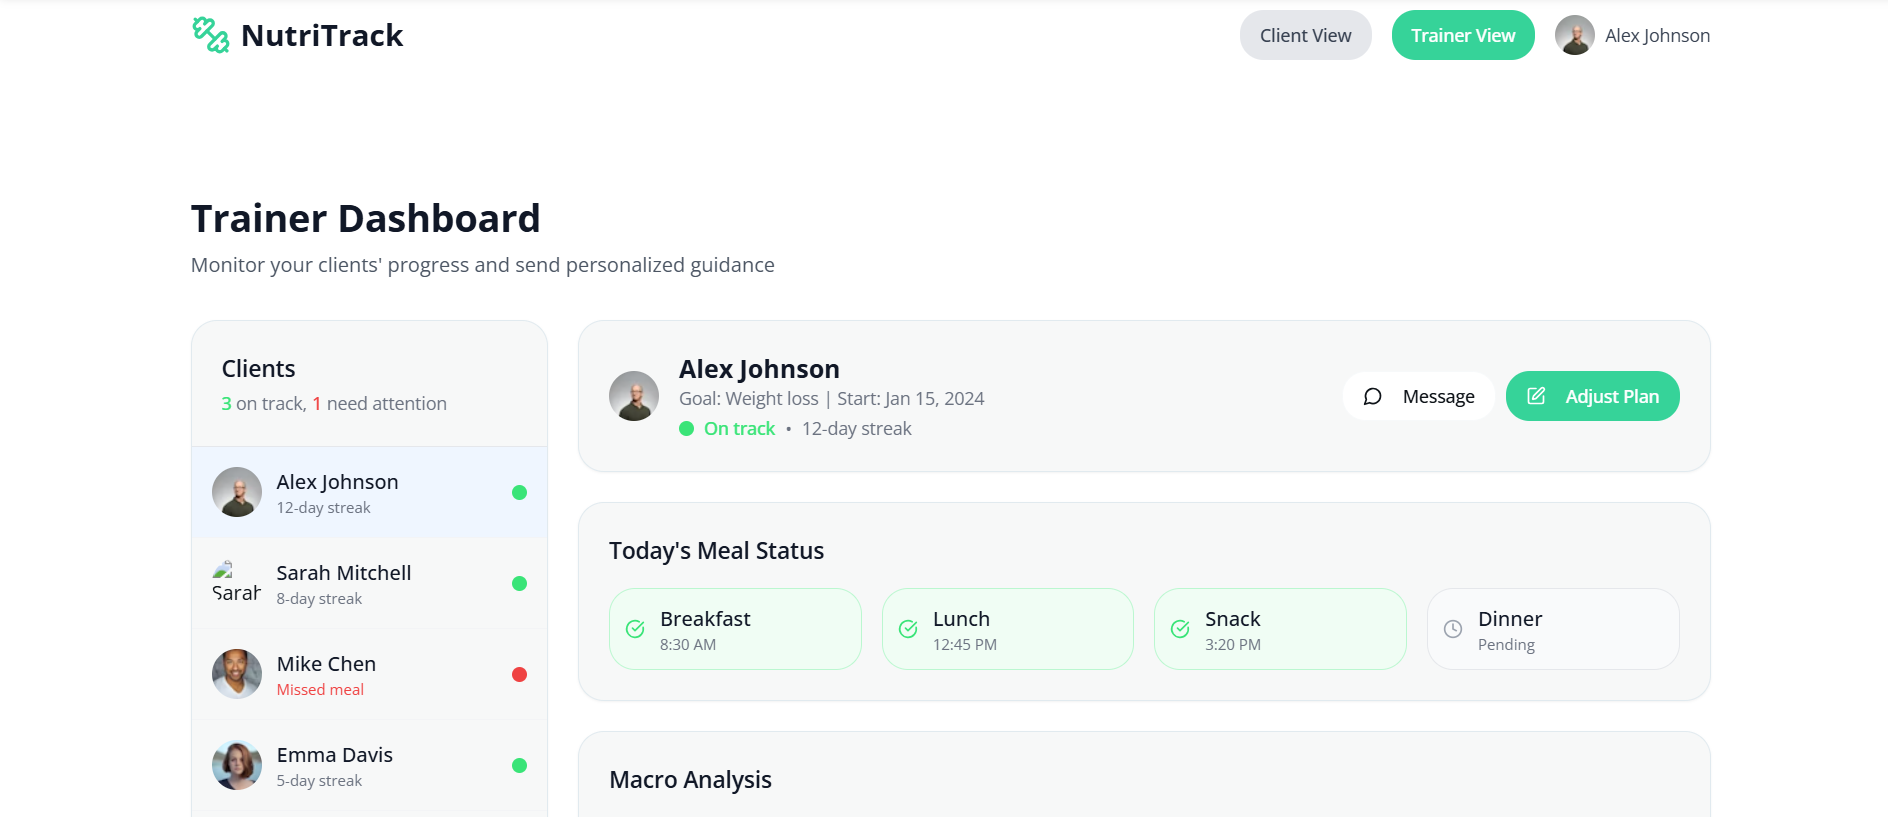 NutriTrack
Client View
Trainer View
Alex Johnson
Trainer Dashboard
Monitor your clients' progress and send personalized guidance
Clients
3 on track, 1 need attention
Alex Johnson
12-day streak
Sarah
Sarah Mitchell
8-day streak
Mike Chen
Missed meal
Emma Davis
5-day streak
Alex Johnson
Goal: Weight loss | Start: Jan 15, 2024
On track • 12-day streak
Message
Adjust Plan
Today's Meal Status
Breakfast
8:30 AM
Lunch
12:45 PM
Snack
3:20 PM
Dinner
Pending
Macro Analysis